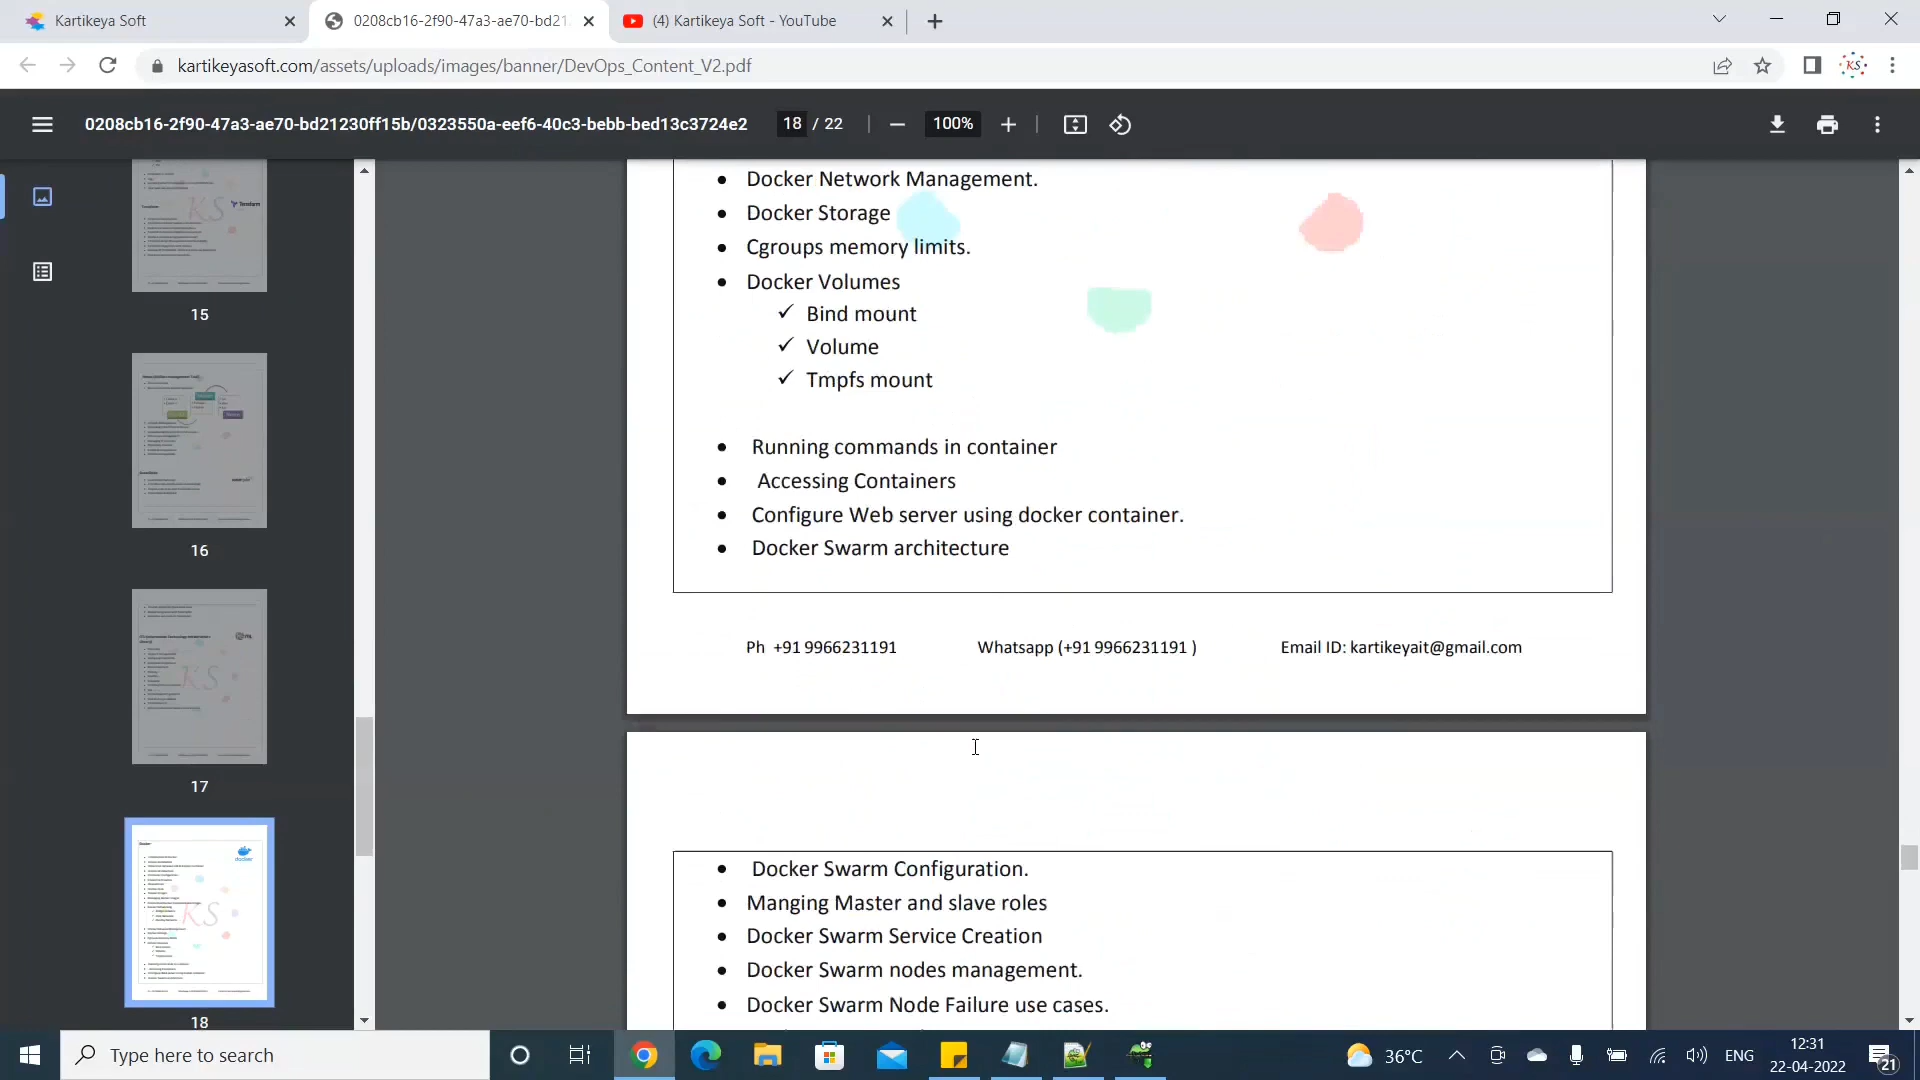 Kartikeya Soft
0208cb16-2f90-47a3-ae70-bd21
(4) Kartikeya Soft - YouTube
kartikeyasoft.com/assets/uploads/images/banner/DevOps_Content_V2.pdf
KS
0208cb16-2f90-47a3-ae70-bd21230ff15b/0323550a-eef6-40c3-bebb-bed13c3724e2
18 / 22
100%
15
16
17
18
• Docker Network Management.
• Docker Storage
• Cgroups memory limits.
• Docker Volumes
✓ Bind mount
✓ Volume
✓ Tmpfs mount
• Running commands in container
• Accessing Containers
• Configure Web server using docker container.
• Docker Swarm architecture
Ph +91 9966231191 Whatsapp (+91 9966231191 ) Email ID: kartikeyait@gmail.com
• Docker Swarm Configuration.
• Manging Master and slave roles
• Docker Swarm Service Creation
• Docker Swarm nodes management.
• Docker Swarm Node Failure use cases.
Type here to search
36°C
ENG
12:31
22-04-2022
21